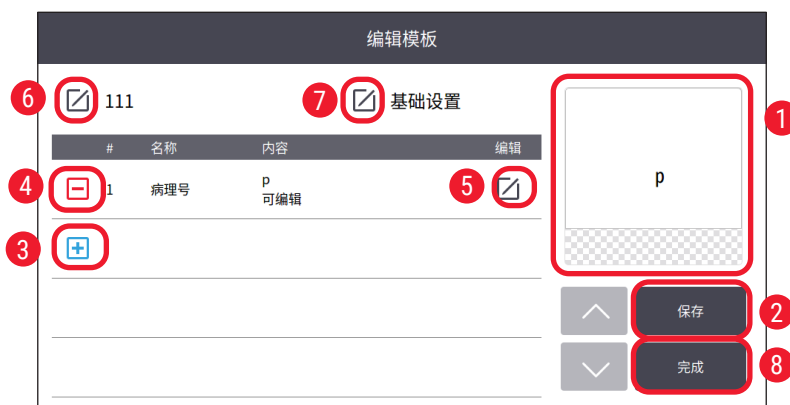 编辑模板
6 111 7 基础设置
1
# 名称 内容 编辑
4 1 病理号 p 5
可编辑
p
3
保存 2
完成 8